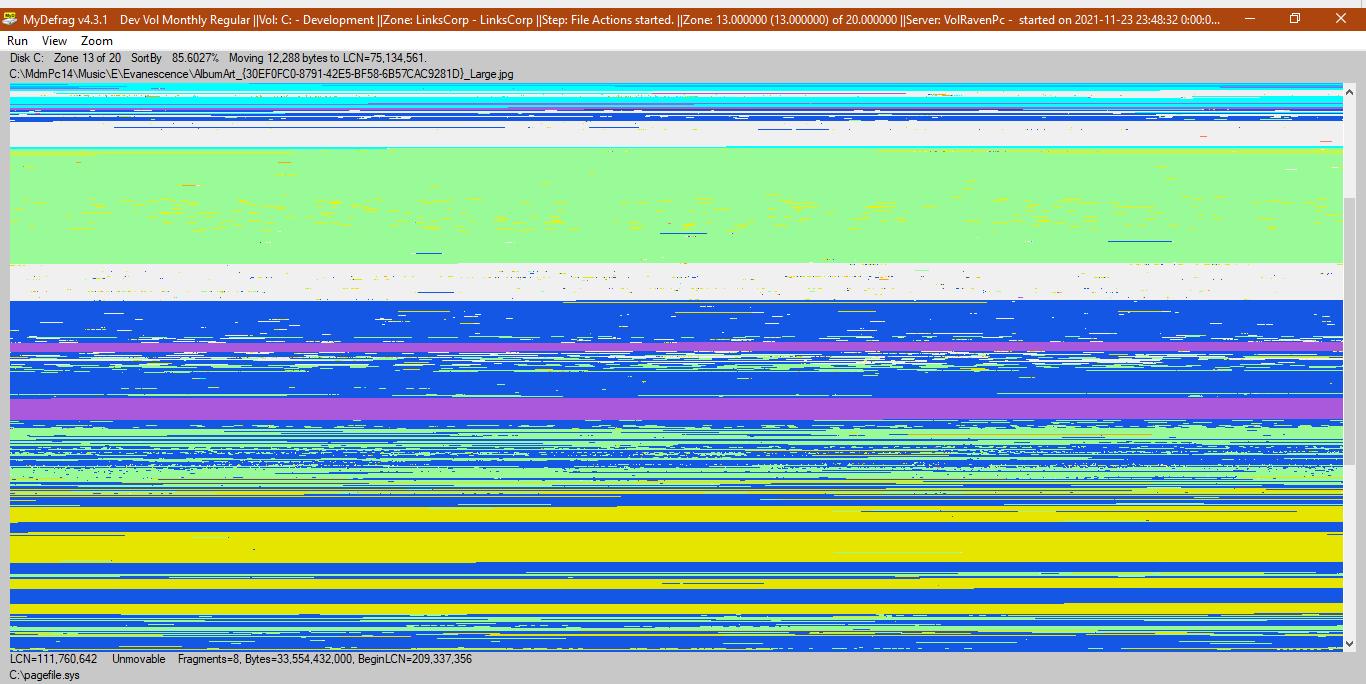 MyDefrag v4.3.1    Dev Vol Monthly Regular ||Vol: C: - Development ||Zone: LinksCorp - LinksCorp ||Step: File Actions started. ||Zone: 13.000000 (13.000000) of 20.000000 ||Server: VolRavenPc -  started on 2021-11-23 23:48:32 0:00:0...
Run    View    Zoom
Disk C:   Zone 13 of 20   SortBy   85.6027%   Moving 12,288 bytes to LCN=75,134,561.
C:\MdmPc14\Music\E\Evanescence\AlbumArt_{30EF0FC0-8791-42E5-BF58-6B57CAC9281D}_Large.jpg
LCN=111,760,642    Unmovable    Fragments=8, Bytes=33,554,432,000, BeginLCN=209,337,356
C:\pagefile.sys